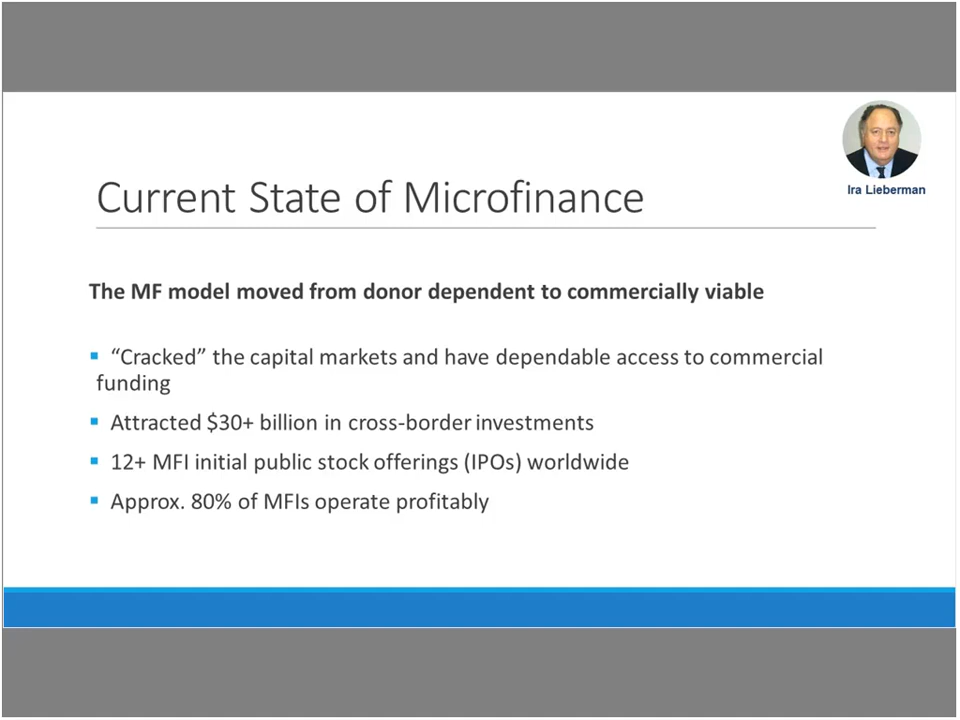 Ira Lieberman
Current State of Microfinance
The MF model moved from donor dependent to commercially viable
▪ “Cracked” the capital markets and have dependable access to commercial
funding
▪ Attracted $30+ billion in cross-border investments
▪ 12+ MFI initial public stock offerings (IPOs) worldwide
▪ Approx. 80% of MFIs operate profitably